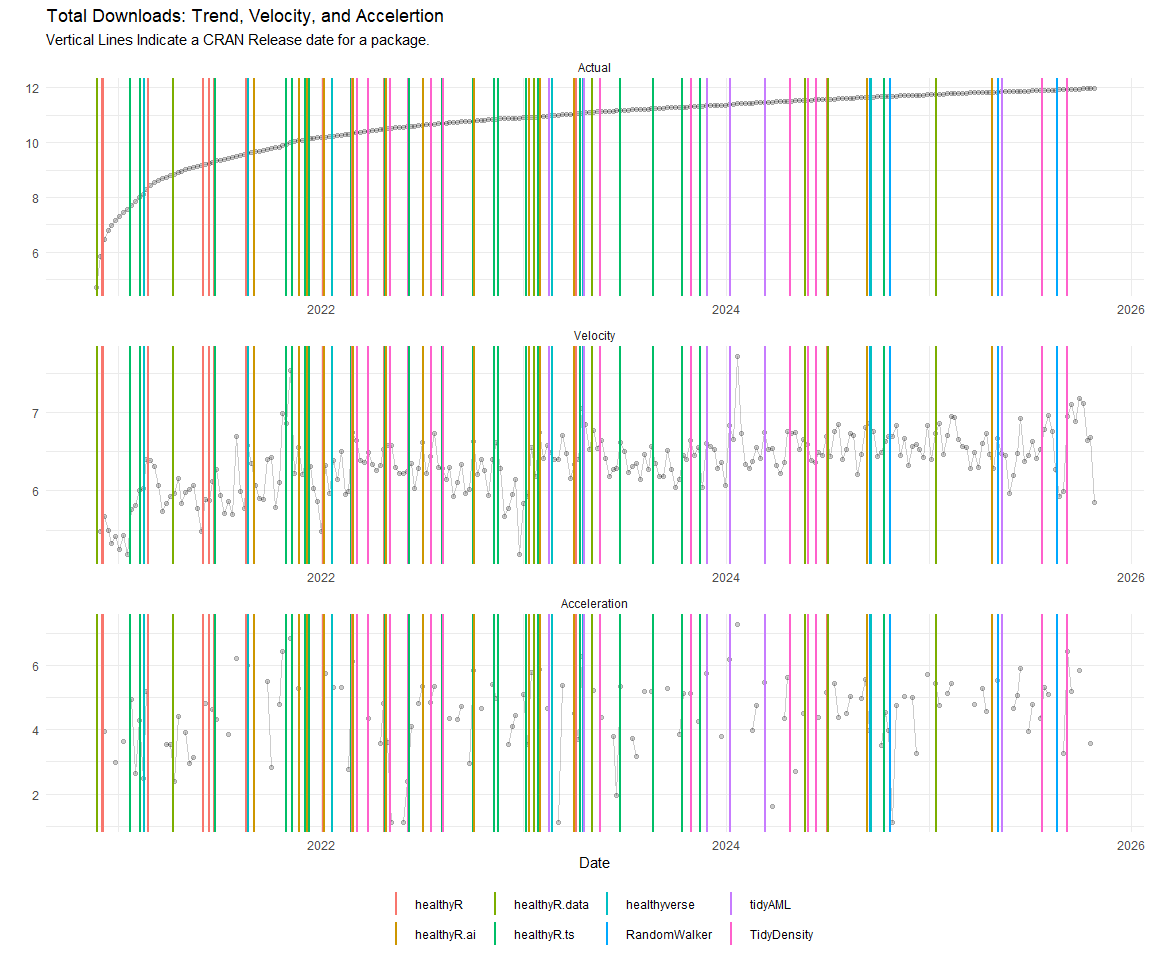 Total Downloads: Trend, Velocity, and Accelertion
Vertical Lines Indicate a CRAN Release date for a package.
Actual
12
10
8
6
2022
2024
2026
Velocity
7
6
2022
2024
2026
Acceleration
6
4
2
2022
2024
2026
Date
healthyR
healthyR.data
healthyverse
tidyAML
healthyR.ai
healthyR.ts
RandomWalker
TidyDensity